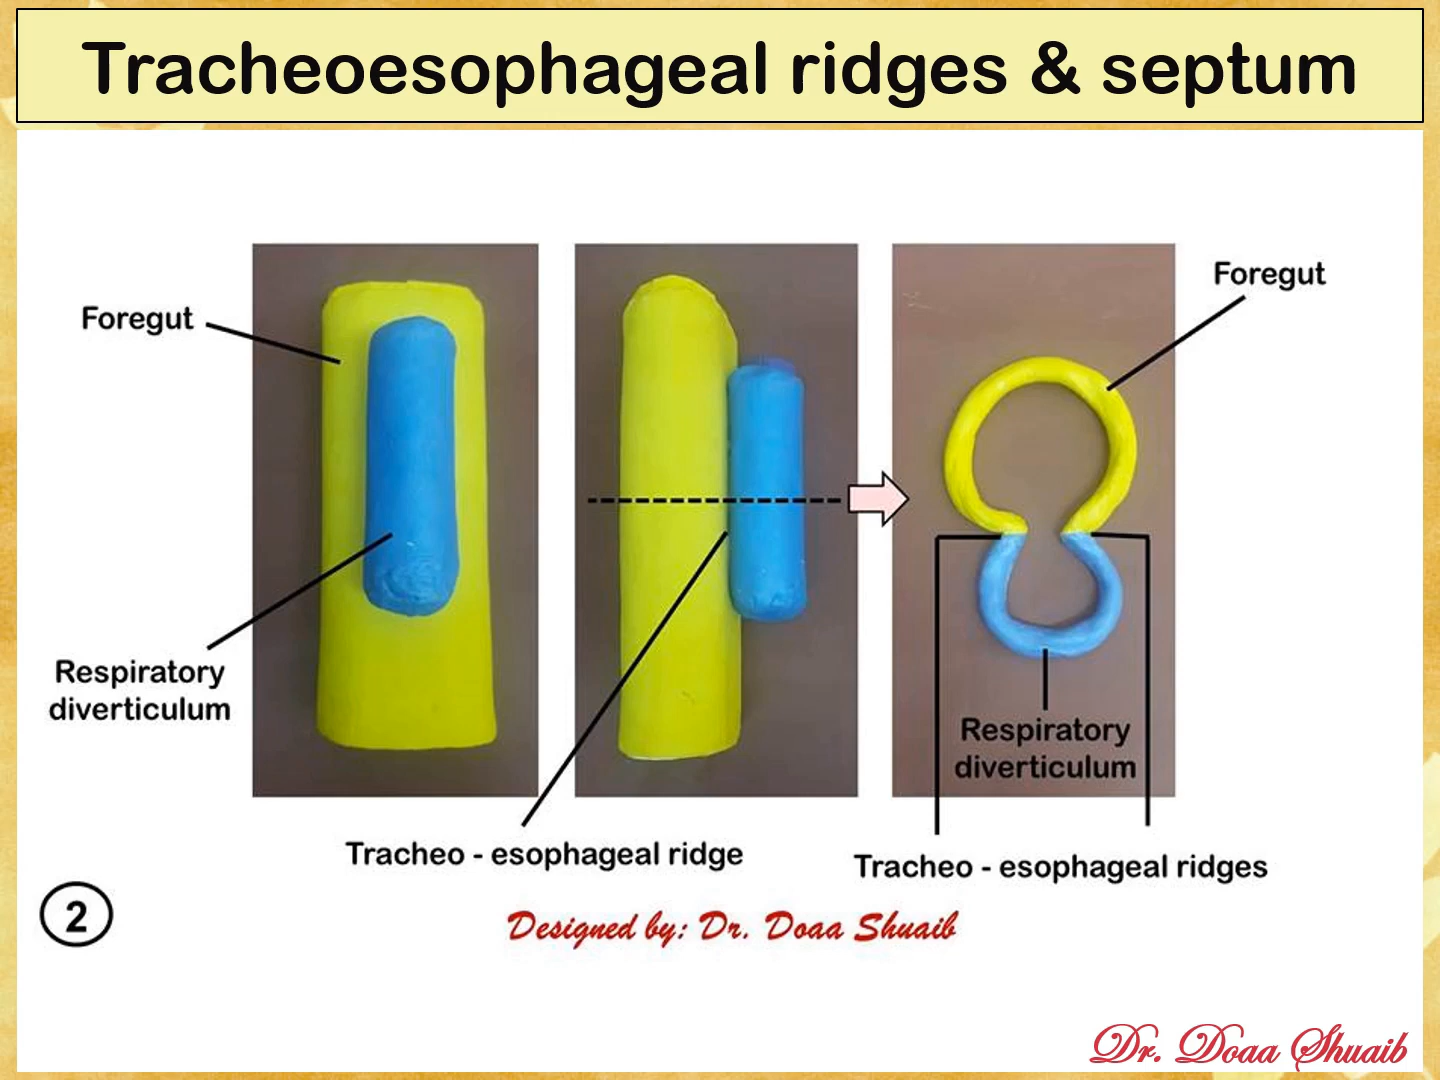 Tracheoesophageal ridges & septum
Foregut
Foregut
Respiratory
diverticulum
Respiratory
diverticulum
Tracheo - esophageal ridge
Tracheo - esophageal ridges
2
Designed by: Dr. Doaa Shuaib
Dr. Doaa Shuaib